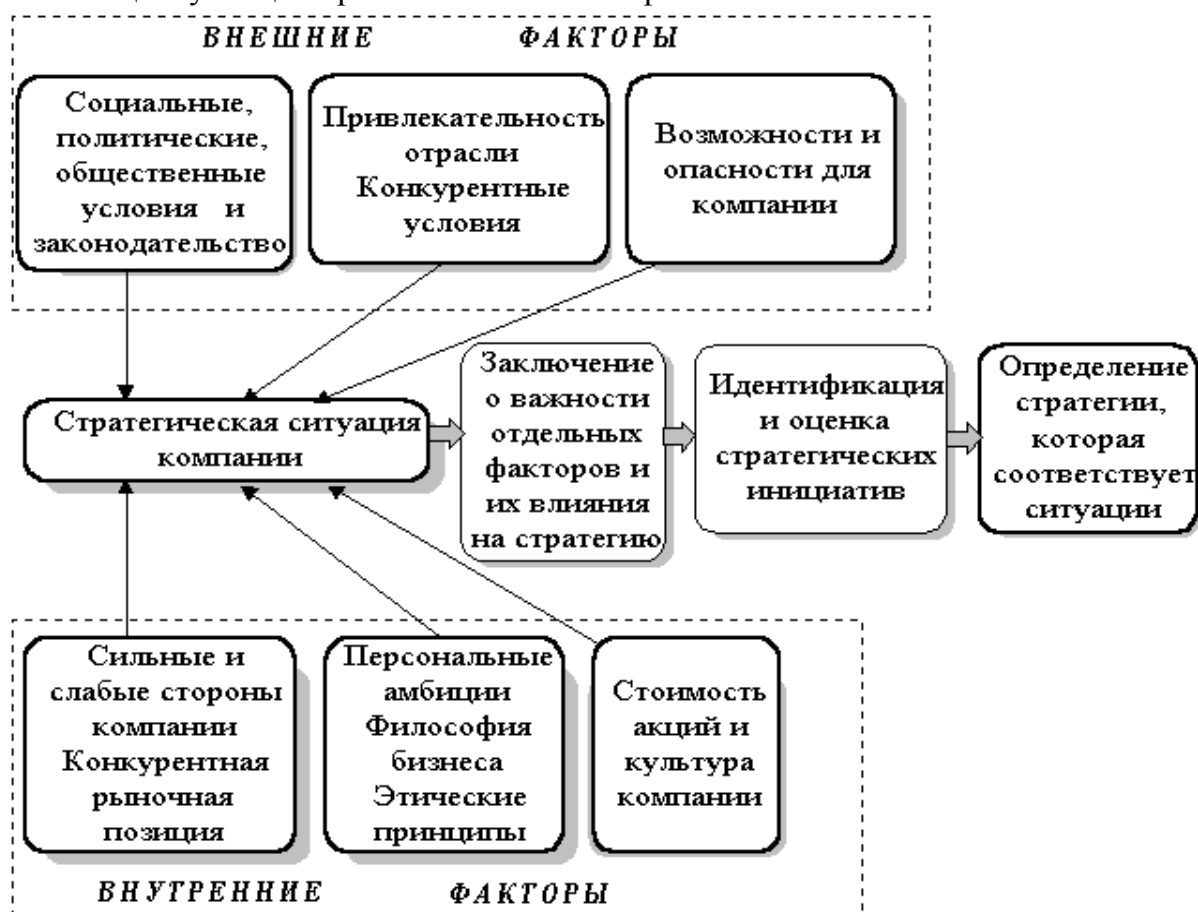 ВНЕШНИЕ ФАКТОРЫ
Социальные,
политические,
общественные
условия и
законодательство
Привлекательность
отрасли
Конкурентные
условия
Возможности и
опасности для
компании
Стратегическая ситуация
компании
Заключение
о важности
отдельных
факторов и
их влияния
на стратегию
Идентификация
и оценка
стратегических
инициатив
Определение
стратегии,
которая
соответствует
ситуации
Сильные и
слабые стороны
компании
Конкурентная
рыночная
позиция
Персональные
амбиции
Философия
бизнеса
Этические
принципы
Стоимость
акций и
культура
компании
ВНУТРЕННИЕ ФАКТОРЫ